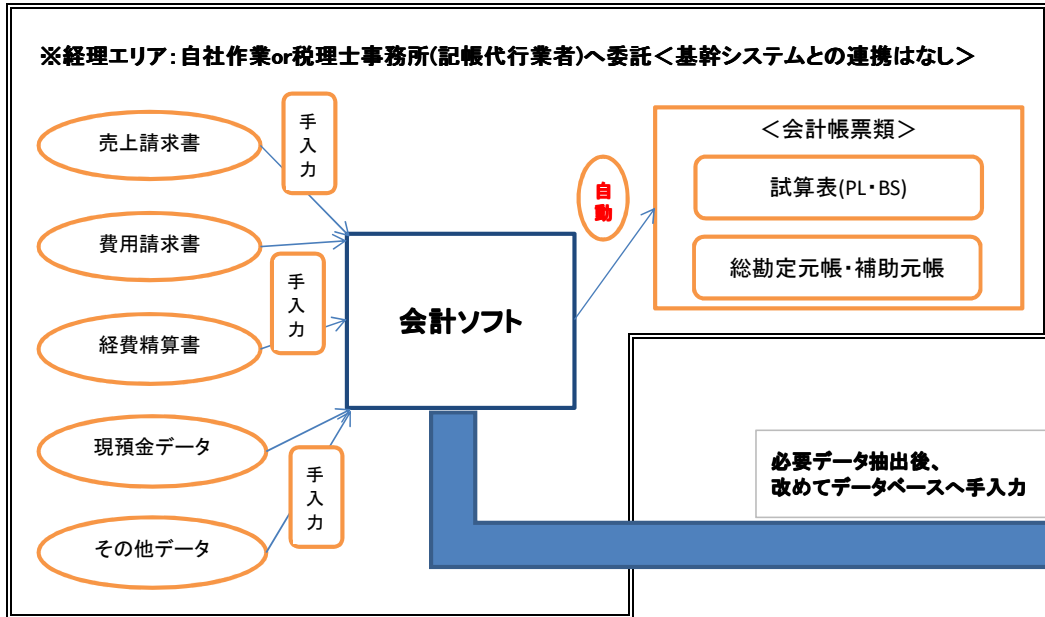 ※経理エリア：自社作業or税理士事務所(記帳代行業者)へ委託＜基幹システムとの連携はなし＞
売上請求書
手入力
費用請求書
手入力
経費精算書
現預金データ
手入力
その他データ
会計ソフト
自動
＜会計帳票類＞
試算表(PL・BS)
総勘定元帳・補助元帳
必要データ抽出後、
改めてデータベースへ手入力